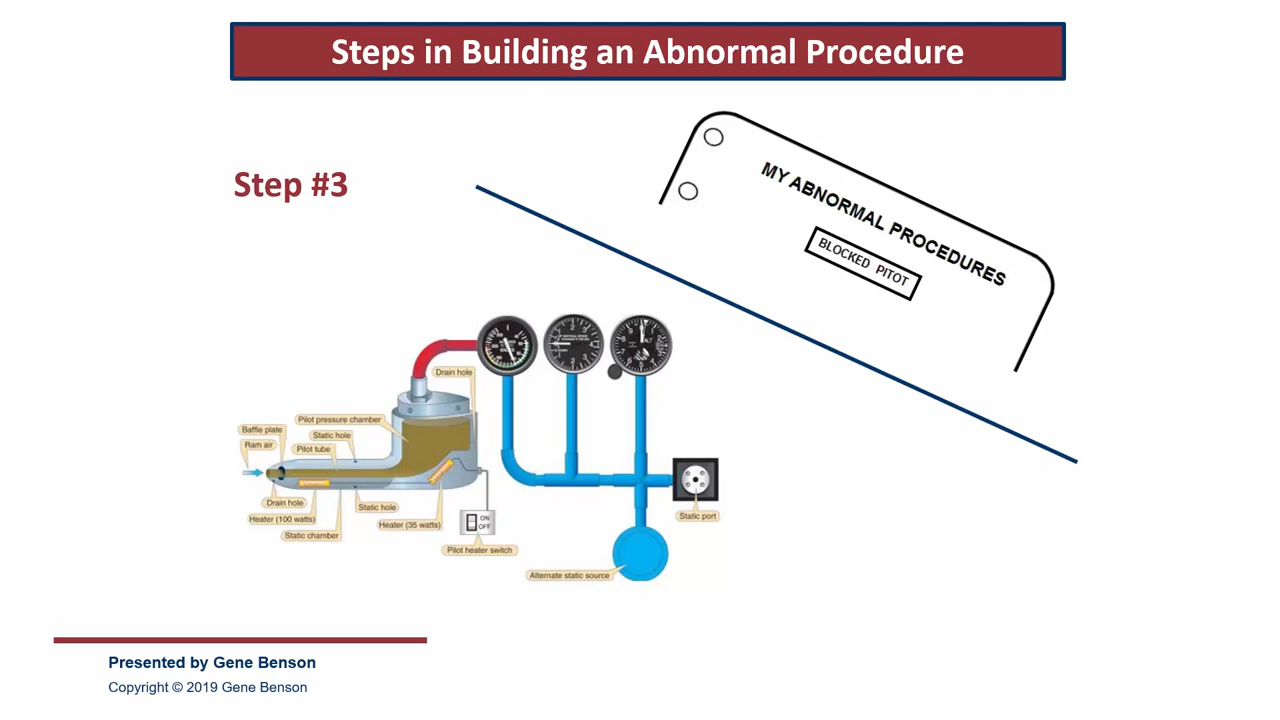 Steps in Building an Abnormal Procedure
Step #3
MY ABNORMAL PROCEDURES
BLOCKED PITOT
Drain hole
Pitot pressure chamber
Baffle plate
Static hole
Ram air
Pitot tube
Drain hole
Static hole
Heater (100 watts)
Heater (35 watts)
Static chamber
ON
OFF
Pitot heater switch
Static port
Alternate static source
Presented by Gene Benson
Copyright © 2019 Gene Benson